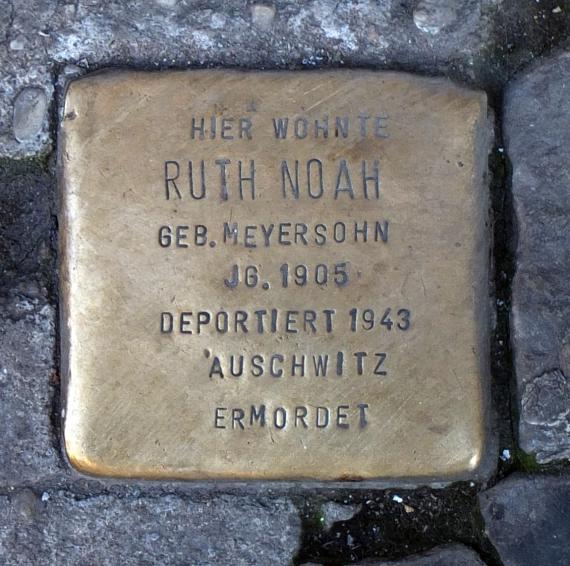 HIER WOHNTE
RUTH NOAH
GEB. MEYERSOHN
JG. 1905
DEPORTIERT 1943
AUSCHWITZ
ERMORDET